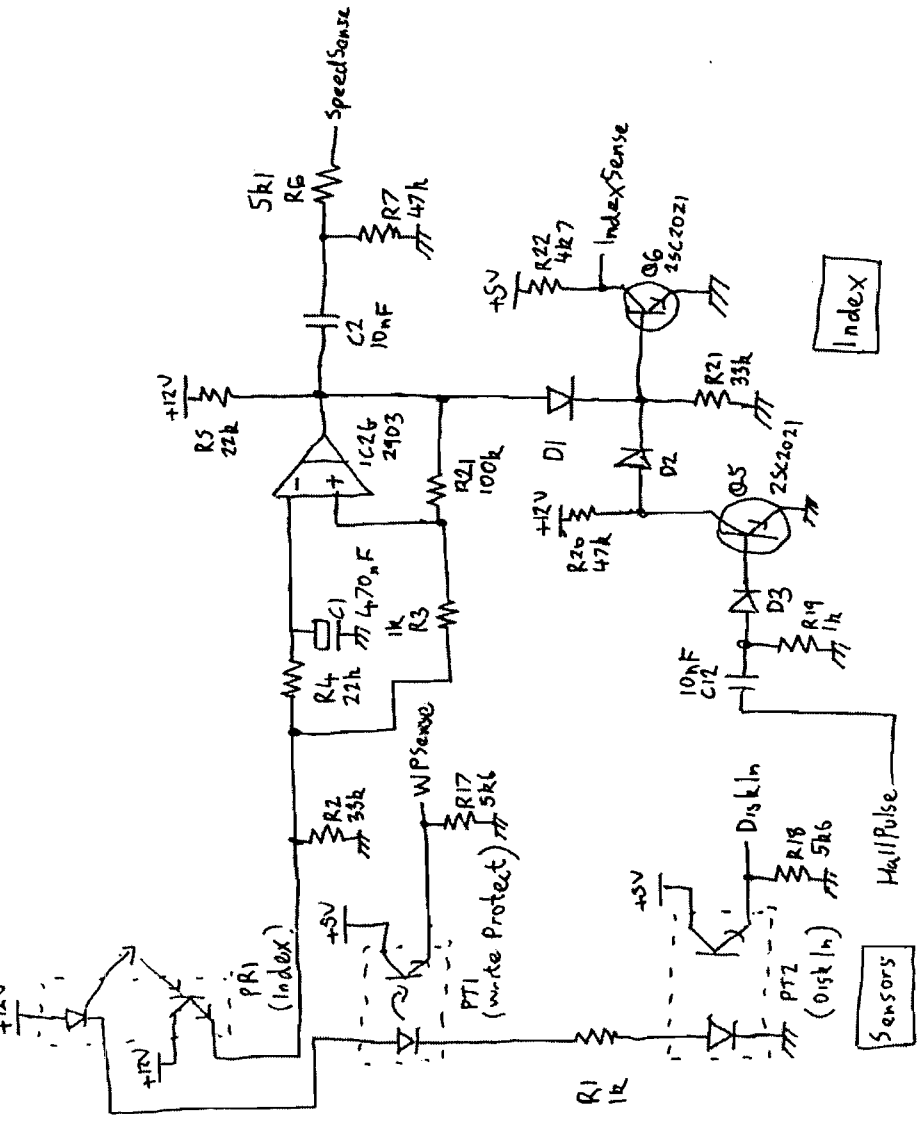 SpeedSense
5k1
R6
R7
47k
C2
10nF
+12V
R5
22k
IC2b
2903
-
+
R21
100k
C1
470nF
R4
22k
1k
R3
R2
33k
+12V
+12V
PR1
(Index)
+5V
WPSense
R17
5k6
PT1
(Write Protect)
R1
1k
+5V
DiskIn
R18
5k6
PT2
(DiskIn)
Sensors
+5V
R22
4k7
IndexSense
Q6
2SC2021
D1
R21
33k
D2
+12V
R20
47k
Q5
2SC2021
D3
R19
1k
10nF
C12
HallPulse
Index